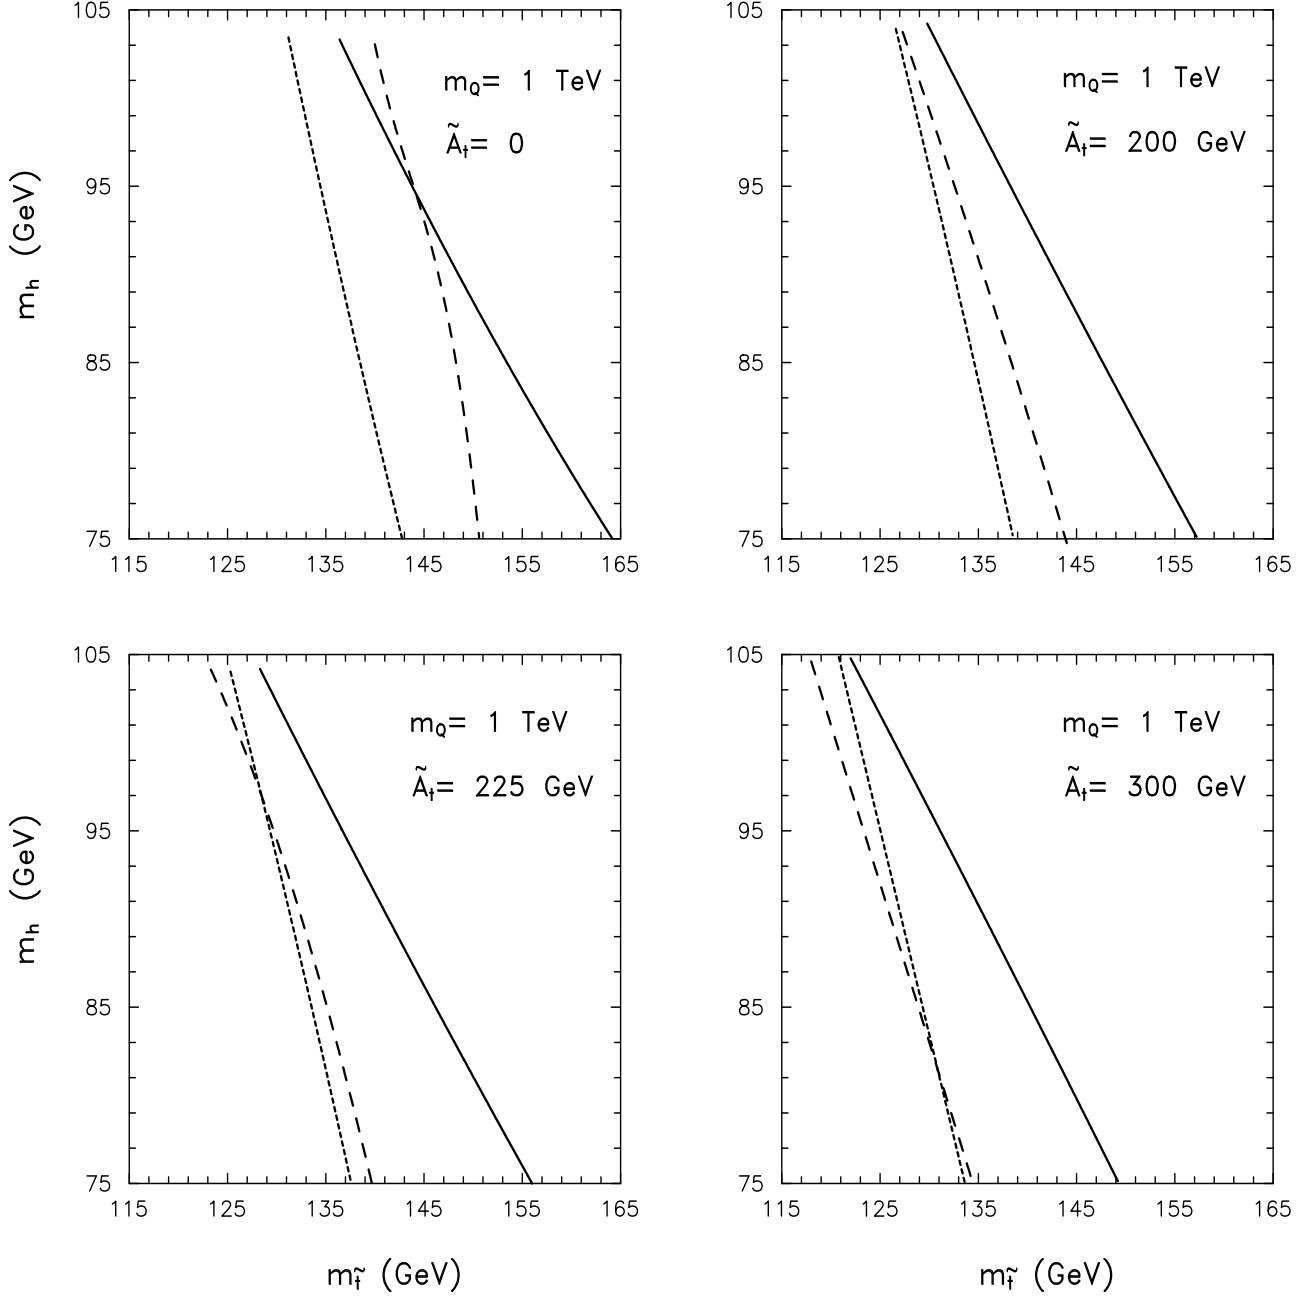 105
95
85
75
m_h (GeV)
m_Q= 1 TeV
Ã_t= 0
115 125 135 145 155 165
105
95
85
75
m_Q= 1 TeV
Ã_t= 200 GeV
115 125 135 145 155 165
105
95
85
75
m_h (GeV)
m_Q= 1 TeV
Ã_t= 225 GeV
115 125 135 145 155 165
m_t̃ (GeV)
105
95
85
75
m_Q= 1 TeV
Ã_t= 300 GeV
115 125 135 145 155 165
m_t̃ (GeV)